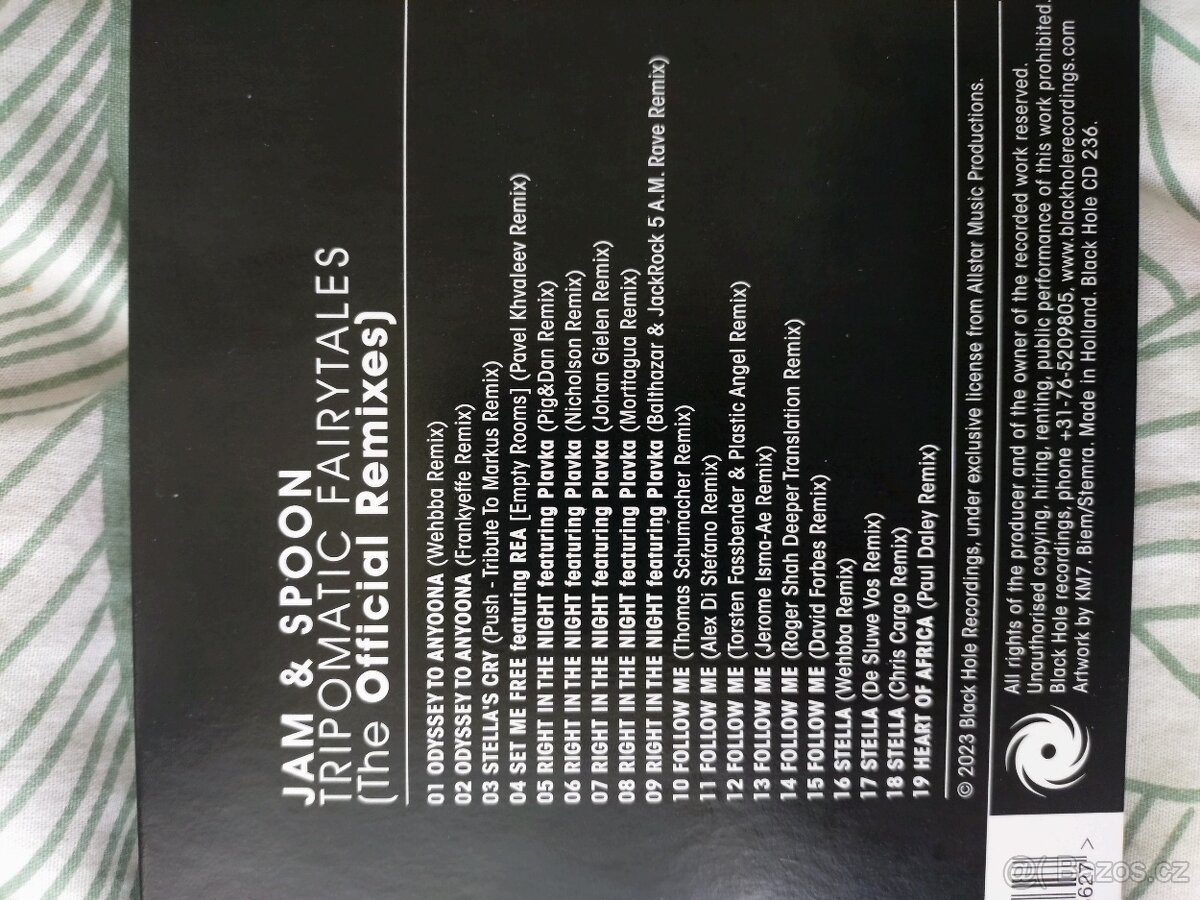 JAM & SPOON
TRIPOMATIC FAIRYTALES
(The Official Remixes)
01 ODYSSEY TO ANYOONA (Wehbba Remix)
02 ODYSSEY TO ANYOONA (Frankyeffe Remix)
03 STELLA'S CRY (Push - Tribute To Markus Remix)
04 SET ME FREE featuring REA [Empty Rooms] (Pavel Khvaleev Remix)
05 RIGHT IN THE NIGHT featuring Plavka (Pig&Dan Remix)
06 RIGHT IN THE NIGHT featuring Plavka (Nicholson Remix)
07 RIGHT IN THE NIGHT featuring Plavka (Johan Gielen Remix)
08 RIGHT IN THE NIGHT featuring Plavka (Morttagua Remix)
09 RIGHT IN THE NIGHT featuring Plavka (Balthazar & JackRock 5 A.M. Rave Remix)
10 FOLLOW ME (Thomas Schumacher Remix)
11 FOLLOW ME (Alex Di Stefano Remix)
12 FOLLOW ME (Torsten Fassbender & Plastic Angel Remix)
13 FOLLOW ME (Jerome Isma-Ae Remix)
14 FOLLOW ME (Roger Shah Deeper Translation Remix)
15 FOLLOW ME (David Forbes Remix)
16 STELLA (Wehbba Remix)
17 STELLA (De Sluwe Vos Remix)
18 STELLA (Chris Cargo Remix)
19 HEART OF AFRICA (Paul Daley Remix)
© 2023 Black Hole Recordings, under exclusive license from Allstar Music Productions.
All rights of the producer and of the owner of the recorded work reserved.
Unauthorised copying, hiring, renting, public performance of this work prohibited.
Black Hole recordings, phone +31-76-5209805, www.blackholerecordings.com
Artwork by KM7. Biem/Stemra. Made in Holland. Black Hole CD 236.
627 >
Bazos.cz